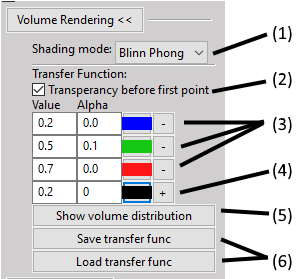 Volume Rendering <<
Shading mode: Blinn Phong (1)
Transfer Function:
Transperancy before first point (2)
Value Alpha
0.2 0.0 -
0.5 0.1 - (3)
0.7 0.0 -
0.2 0 + (4)
Show volume distribution (5)
Save transfer func
Load transfer func (6)